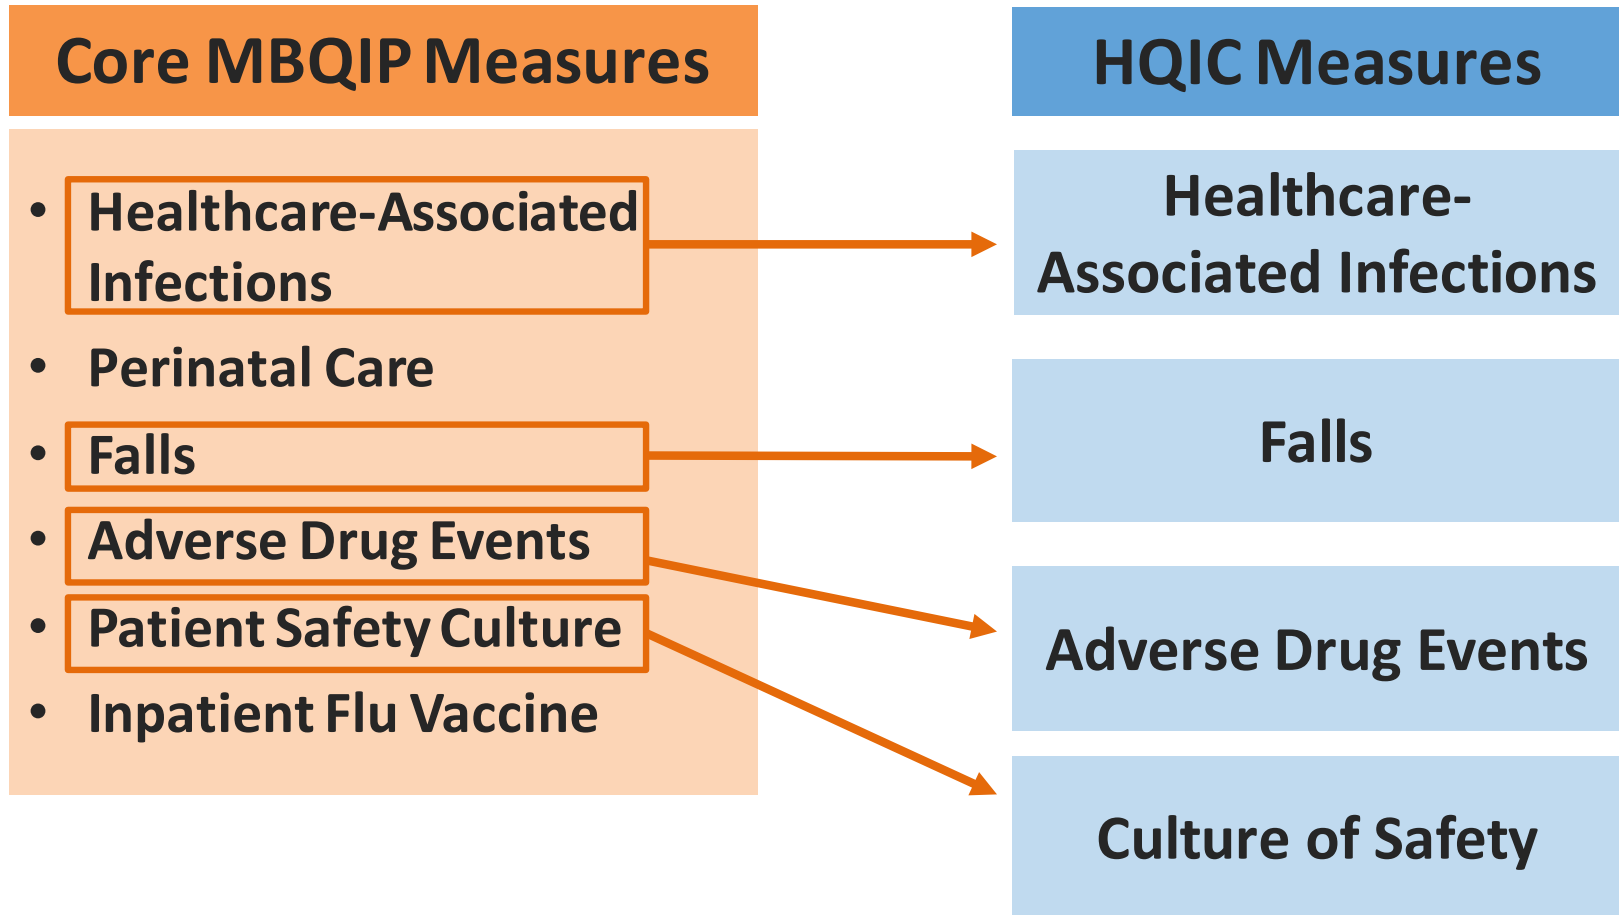 Core MBQIP Measures
• Healthcare-Associated
Infections
• Perinatal Care
• Falls
• Adverse Drug Events
• Patient Safety Culture
• Inpatient Flu Vaccine
HQIC Measures
Healthcare-
Associated Infections
Falls
Adverse Drug Events
Culture of Safety